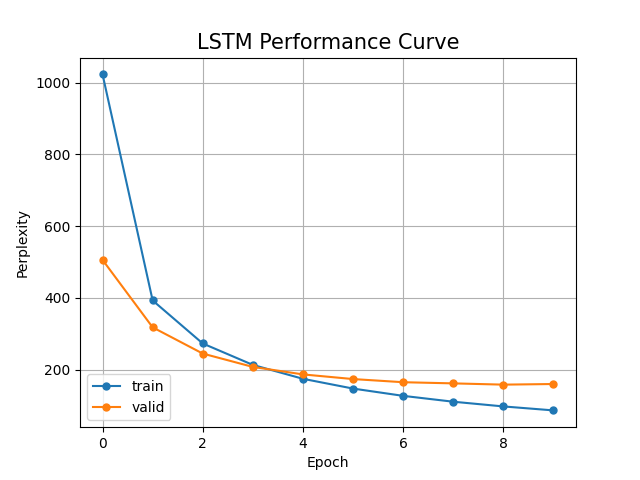 LSTM Performance Curve
1000
800
600
400
200
Perplexity
train
valid
0 2 4 6 8
Epoch